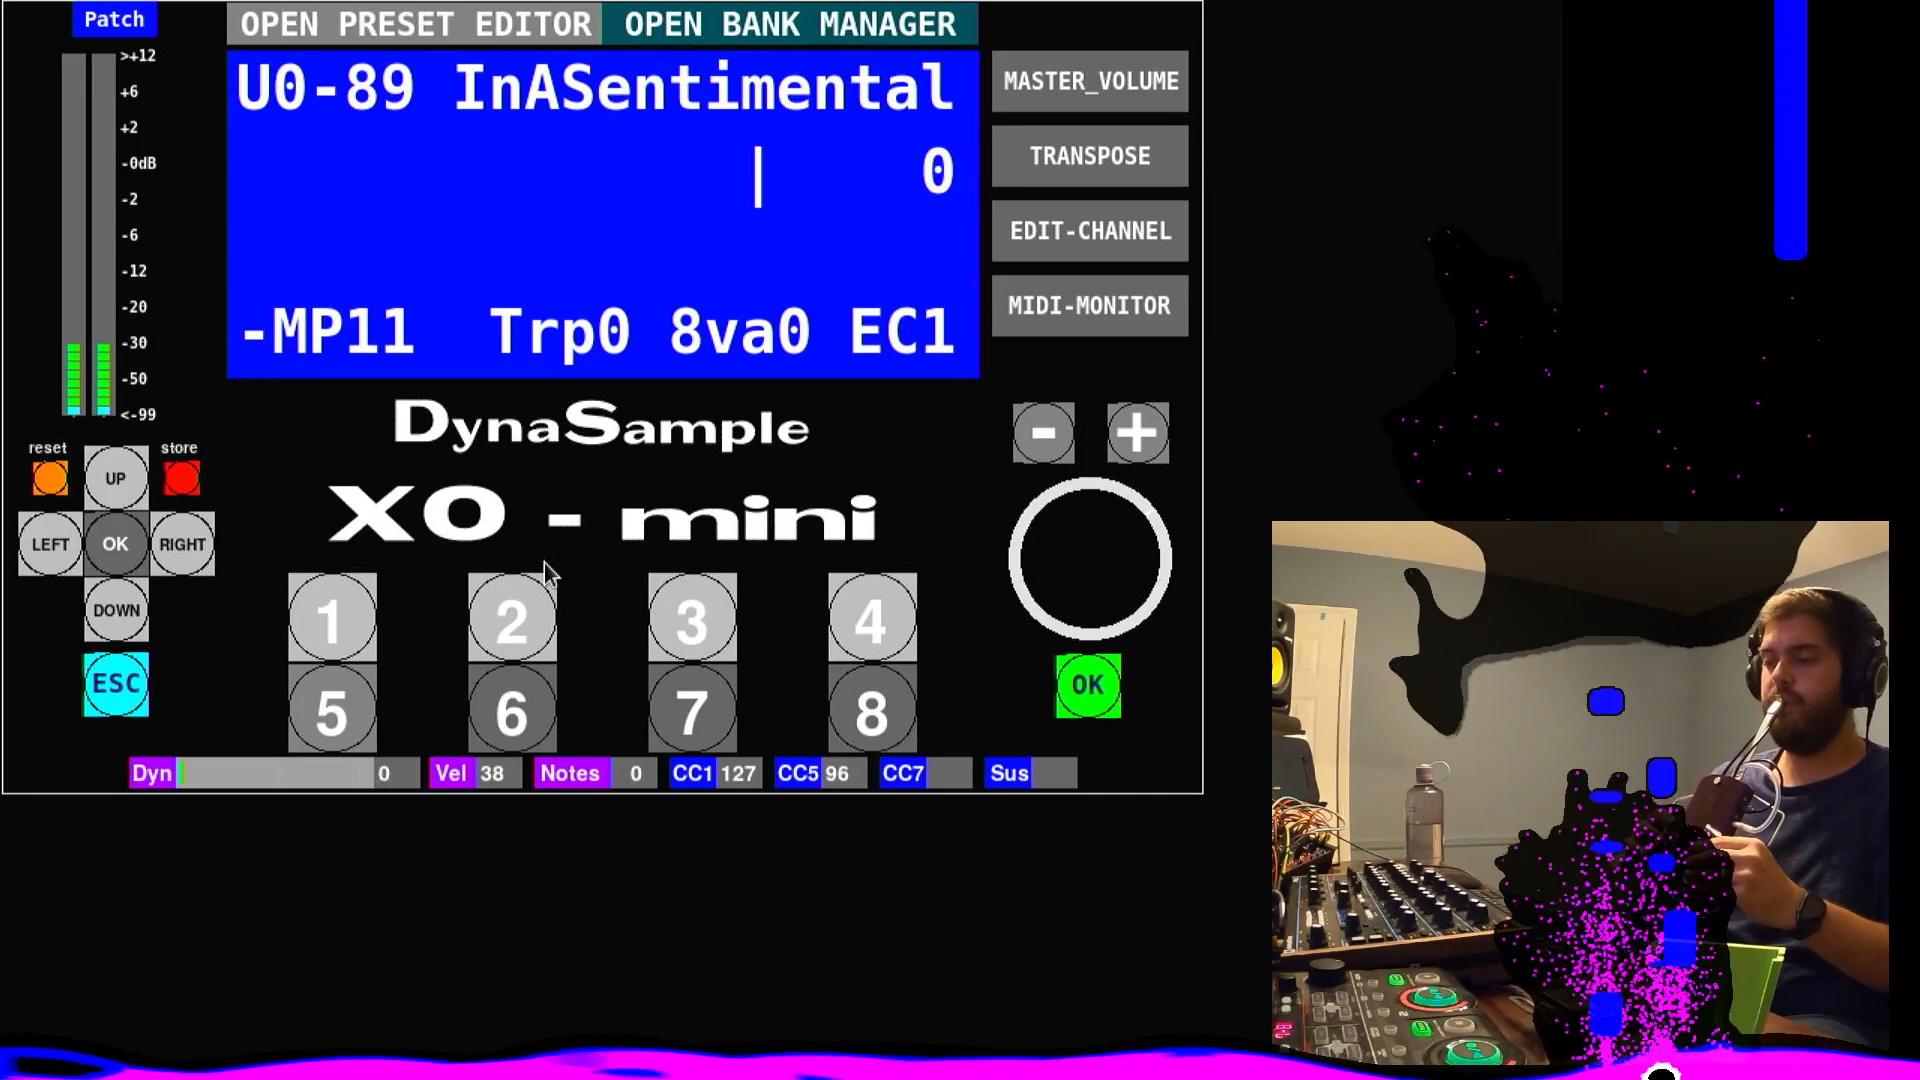 Patch
OPEN PRESET EDITOR
OPEN BANK MANAGER
U0-89 InASentimental
| 0
-MP11 Trp0 8va0 EC1
MASTER_VOLUME
TRANSPOSE
EDIT-CHANNEL
MIDI-MONITOR
>+12
+6
+2
-0dB
-2
-6
-12
-20
-30
-50
<-99
DynaSample
XO - mini
- +
reset store
UP
LEFT OK RIGHT
DOWN
ESC
1 2 3 4
5 6 7 8
OK
Dyn 0 Vel 38 Notes 0 CC1 127 CC5 96 CC7 Sus